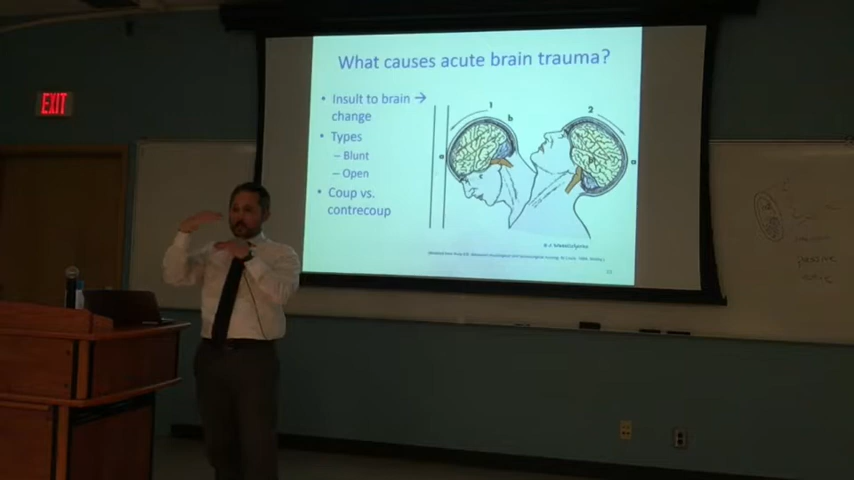 EXIT
What causes acute brain trauma?
• Insult to brain →
change
• Types
– Blunt
– Open
• Coup vs.
contrecoup
1
b
a
2
a